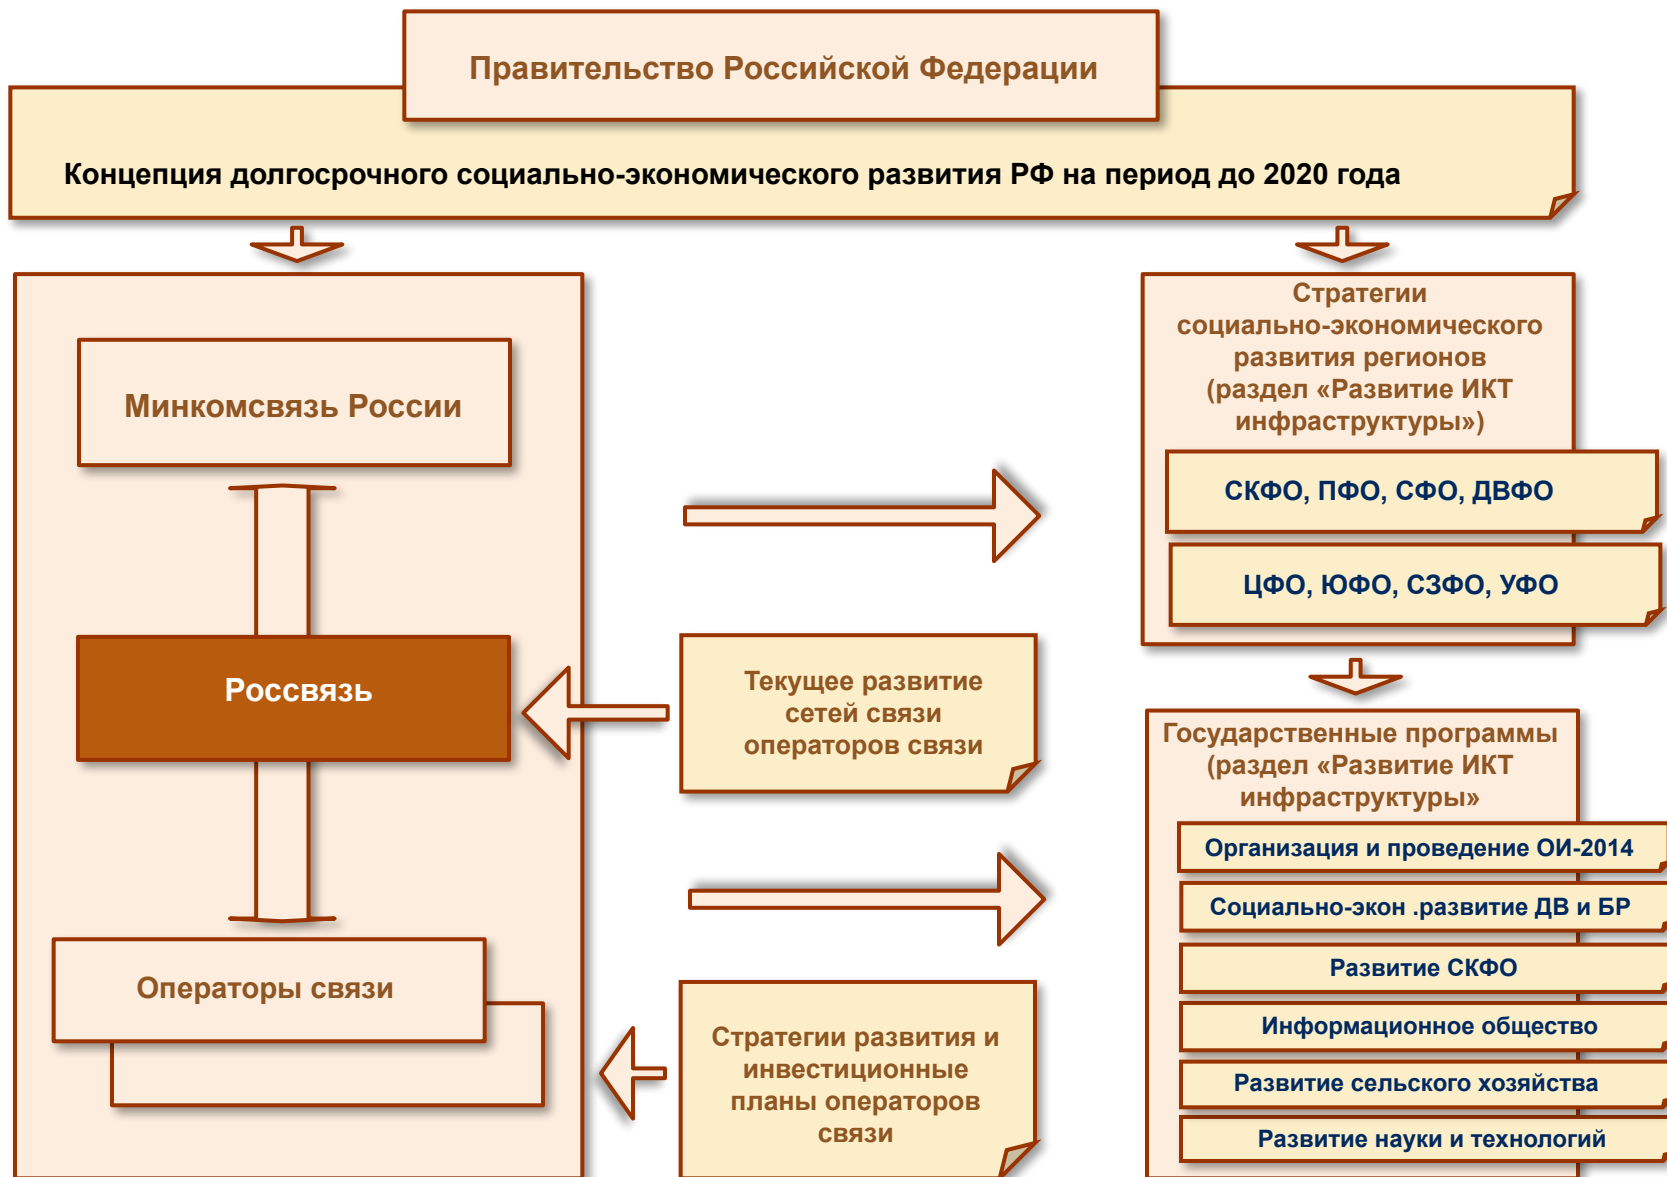 Правительство Российской Федерации
Концепция долгосрочного социально-экономического развития РФ на период до 2020 года
Минкомсвязь России
Россвязь
Операторы связи
Текущее развитие
сетей связи
операторов связи
Стратегии развития и
инвестиционные
планы операторов
связи
Стратегии
социально-экономического
развития регионов
(раздел «Развитие ИКТ
инфраструктуры»)
СКФО, ПФО, СФО, ДВФО
ЦФО, ЮФО, СЗФО, УФО
Государственные программы
(раздел «Развитие ИКТ
инфраструктуры»
Организация и проведение ОИ-2014
Социально-экон .развитие ДВ и БР
Развитие СКФО
Информационное общество
Развитие сельского хозяйства
Развитие науки и технологий